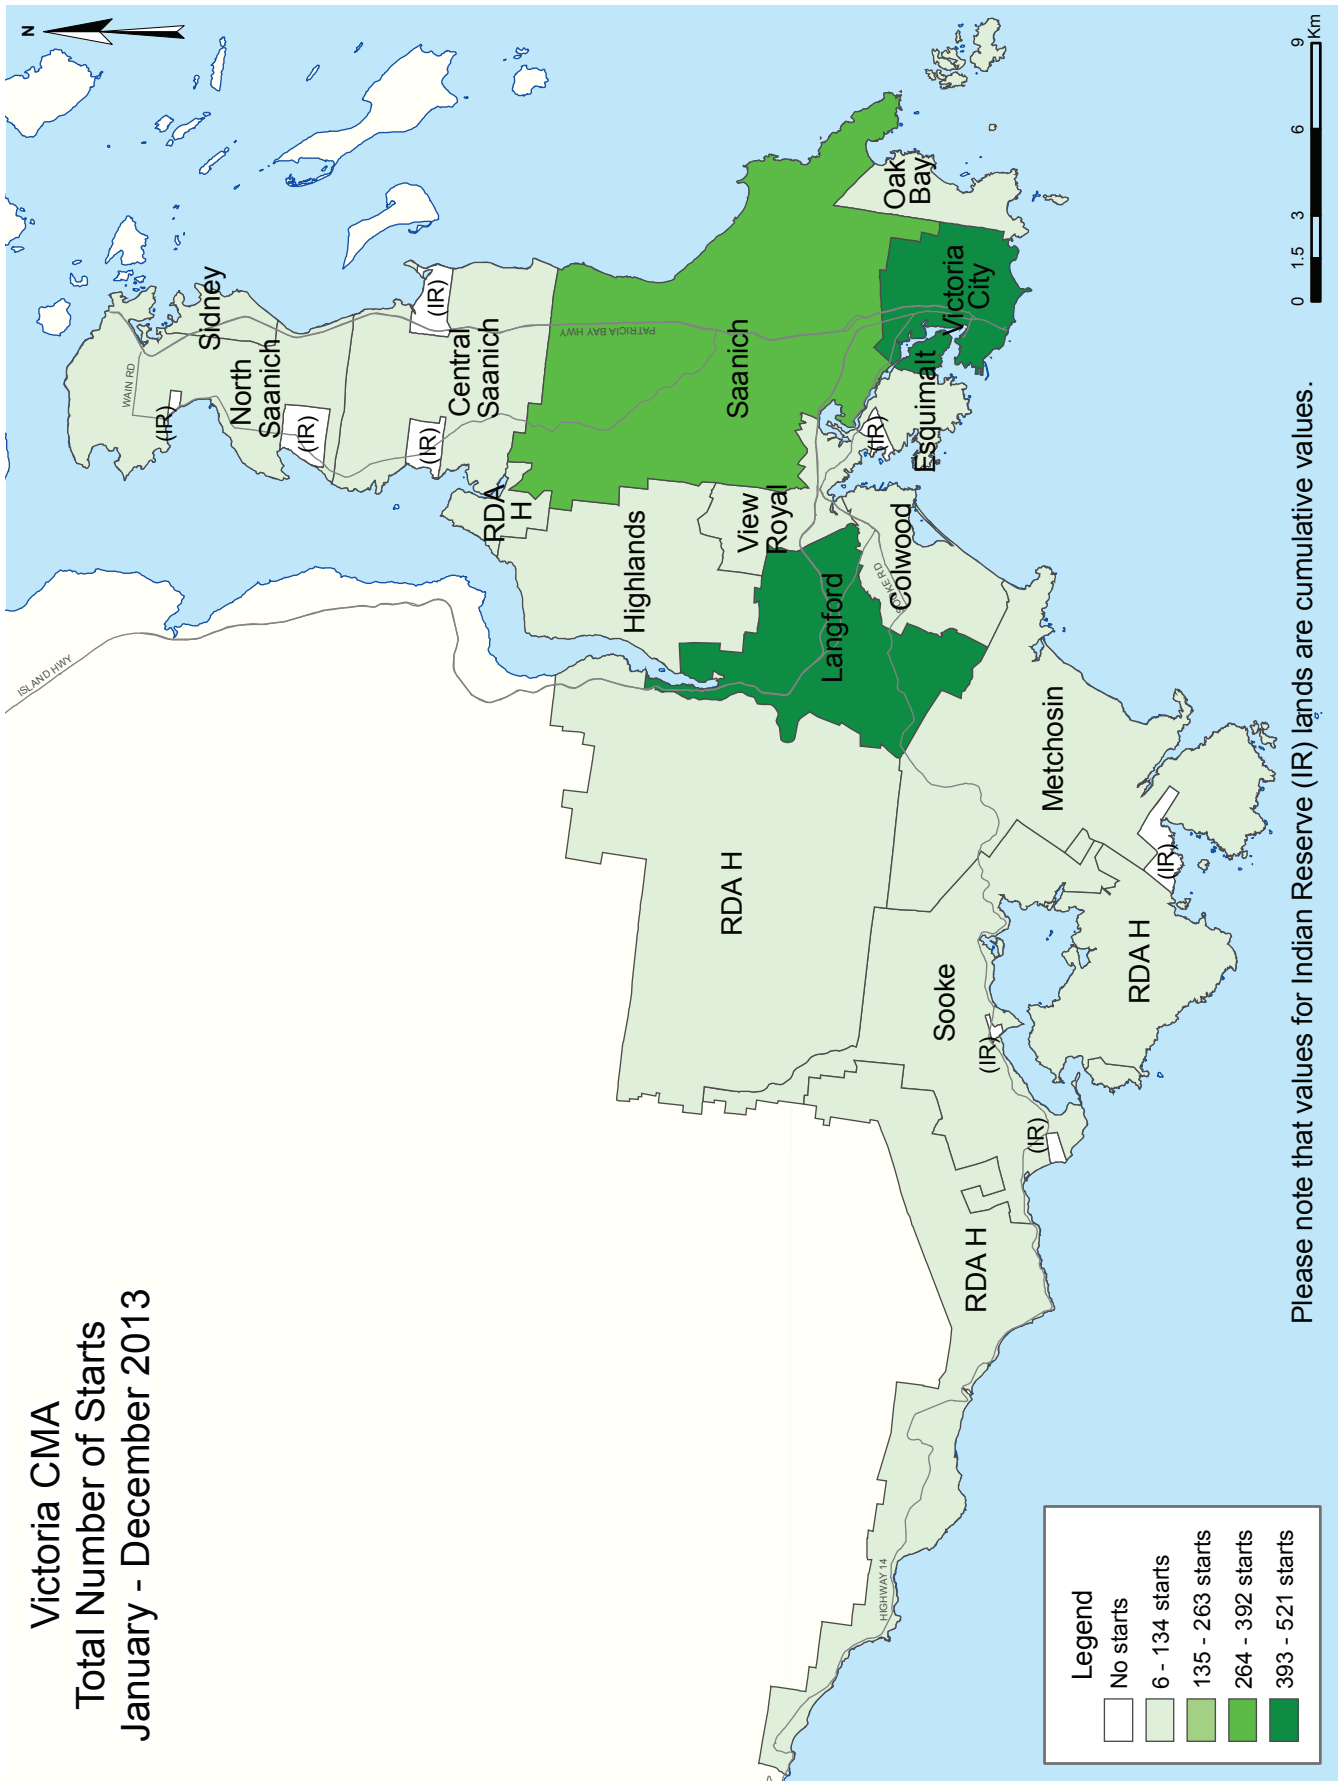 Victoria CMA
Total Number of Starts
January - December 2013
N
ISLAND HWY
WAIN RD
(IR)
North
Saanich
Sidney
(IR)
(IR)
(IR)
Central
Saanich
PATRICIA BAY HWY
RDA
H
Saanich
Highlands
View
Royal
Langford
Colwood
(IR)
Esquimalt
Victoria
City
Oak
Bay
Metchosin
RDA H
Sooke
(IR)
(IR)
RDA H
(IR)
RDA H
HIGHWAY 14
Legend
No starts
6 - 134 starts
135 - 263 starts
264 - 392 starts
393 - 521 starts
0 1.5 3 6 9
Km
Please note that values for Indian Reserve (IR) lands are cumulative values.